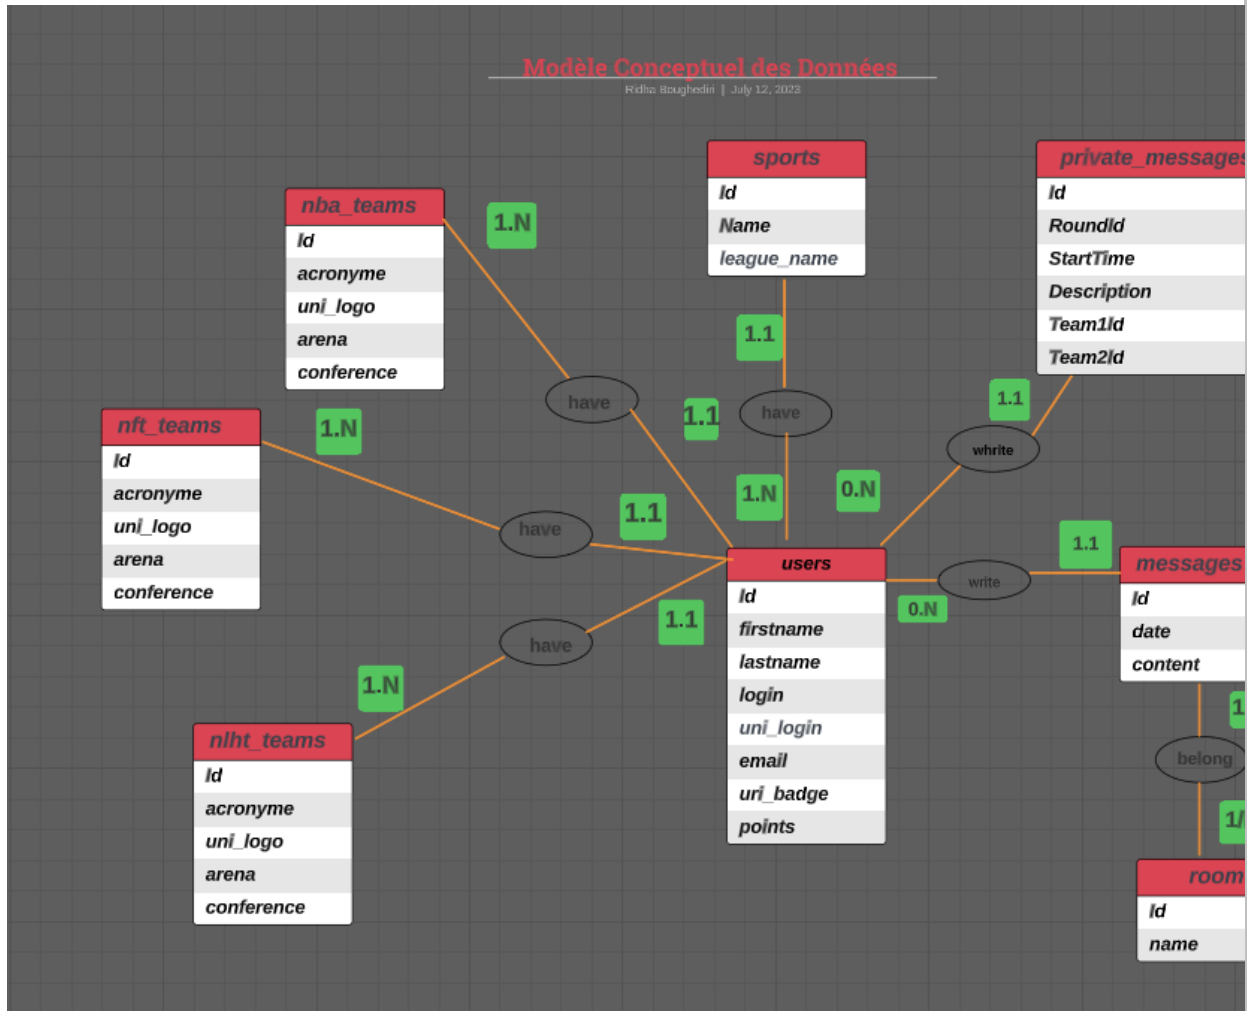 Modèle Conceptuel des Données
Ridha Boughediri | July 12, 2023
nba_teams
Id
acronyme
uni_logo
arena
conference
1.N
have
1.1
sports
Id
Name
league_name
1.1
have
1.N
private_messages
Id
RoundId
StartTime
Description
Team1Id
Team2Id
1.1
whrite
0.N
nft_teams
Id
acronyme
uni_logo
arena
conference
1.N
have
1.1
users
Id
firstname
lastname
login
uni_login
email
uri_badge
points
0.N
write
1.1
messages
Id
date
content
belong
room
Id
name
nlht_teams
Id
acronyme
uni_logo
arena
conference
1.N
have
1.1